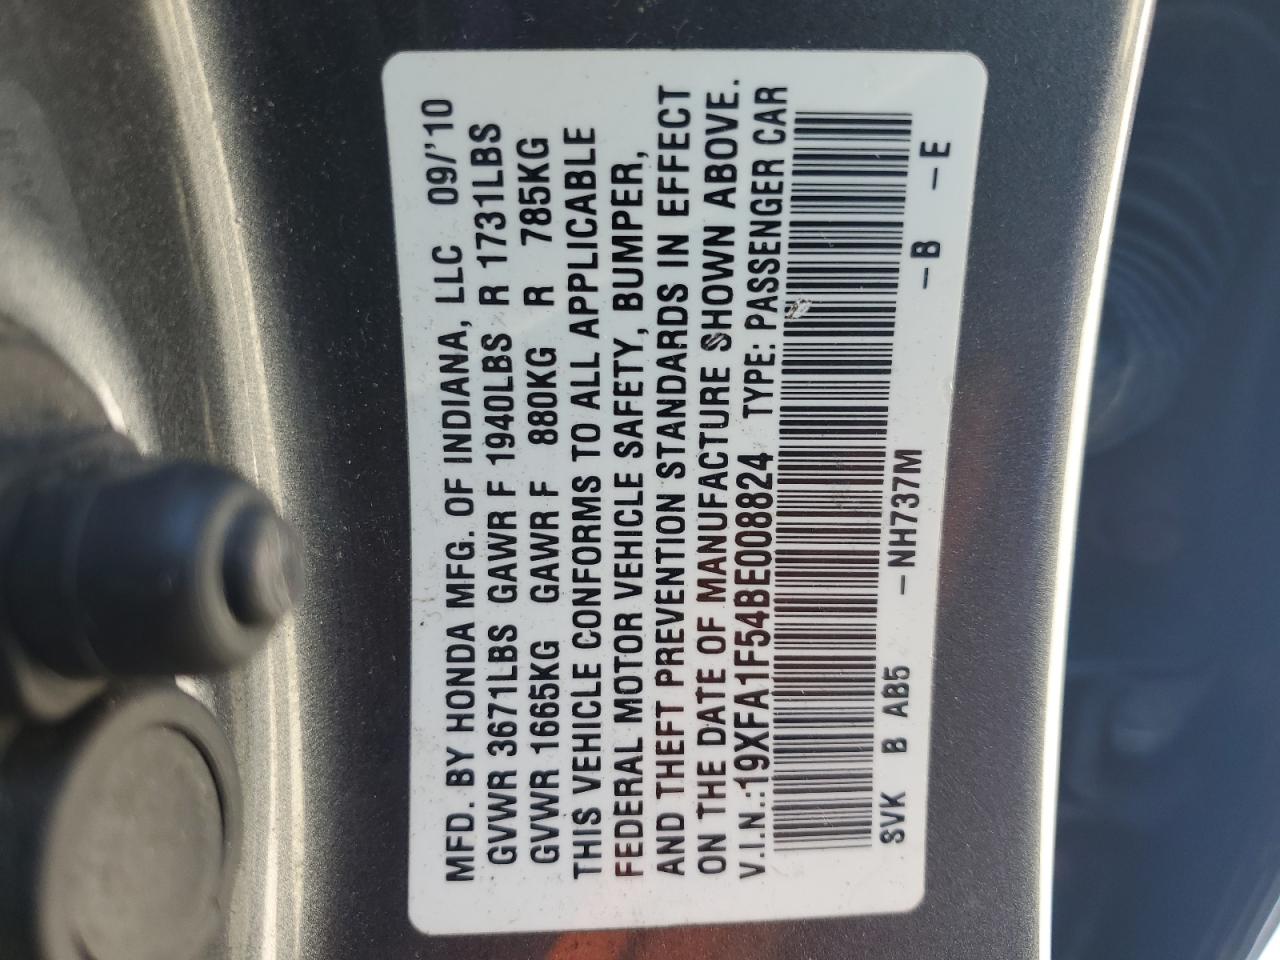 MFD. BY HONDA MFG. OF INDIANA, LLC 09/'10
GVWR 3671LBS GAWR F 1940LBS R 1731LBS
GVWR 1665KG GAWR F 880KG R 785KG
THIS VEHICLE CONFORMS TO ALL APPLICABLE
FEDERAL MOTOR VEHICLE SAFETY, BUMPER,
AND THEFT PREVENTION STANDARDS IN EFFECT
ON THE DATE OF MANUFACTURE SHOWN ABOVE.
V.I.N.:19XFA1F54BE008824 TYPE: PASSENGER CAR
SVK B AB5 –NH737M –B –E